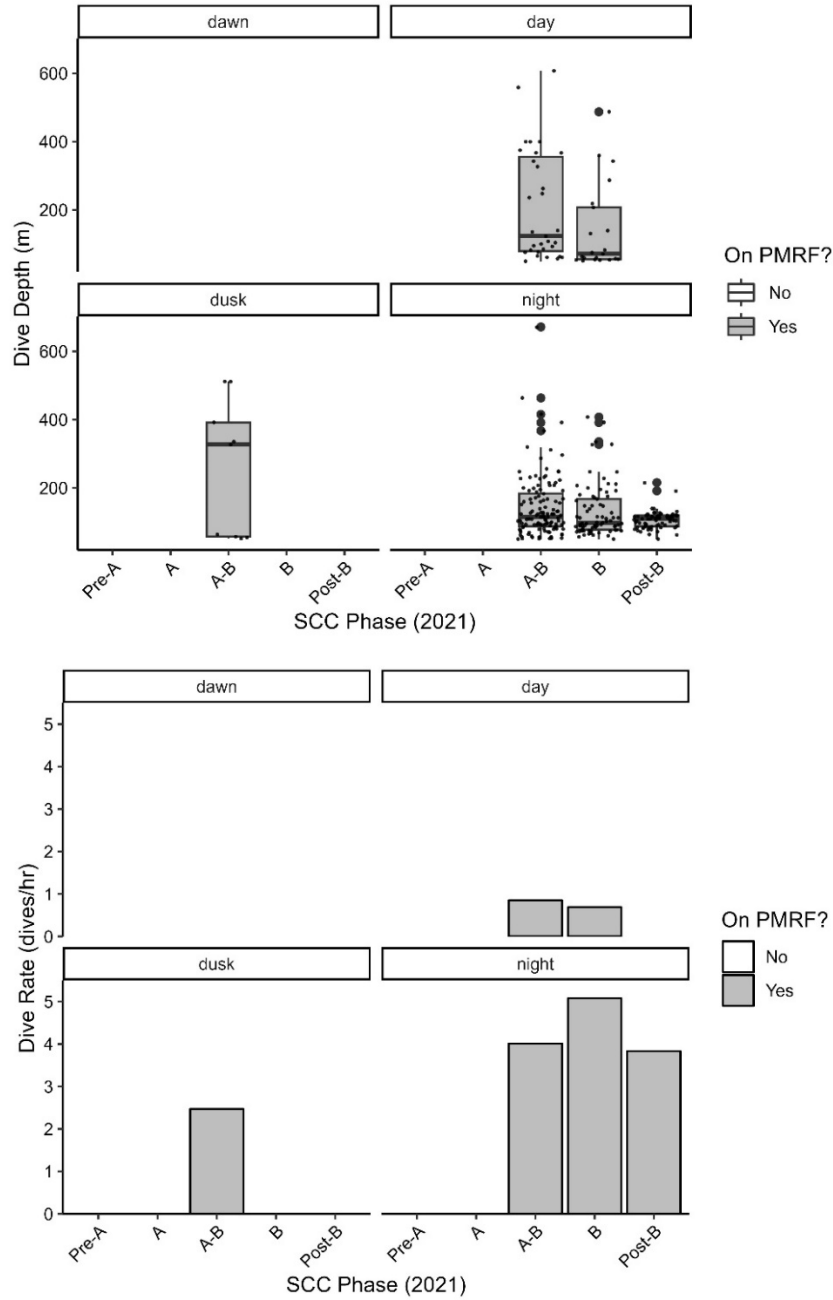 dawn
day
600
400
200
Dive Depth (m)
dusk
night
600
400
200
Pre-A
A
A-B
B
Post-B
Pre-A
A
A-B
B
Post-B
SCC Phase (2021)
On PMRF?
No
Yes
dawn
day
5
4
3
2
1
0
Dive Rate (dives/hr)
dusk
night
5
4
3
2
1
0
Pre-A
A
A-B
B
Post-B
Pre-A
A
A-B
B
Post-B
SCC Phase (2021)
On PMRF?
No
Yes